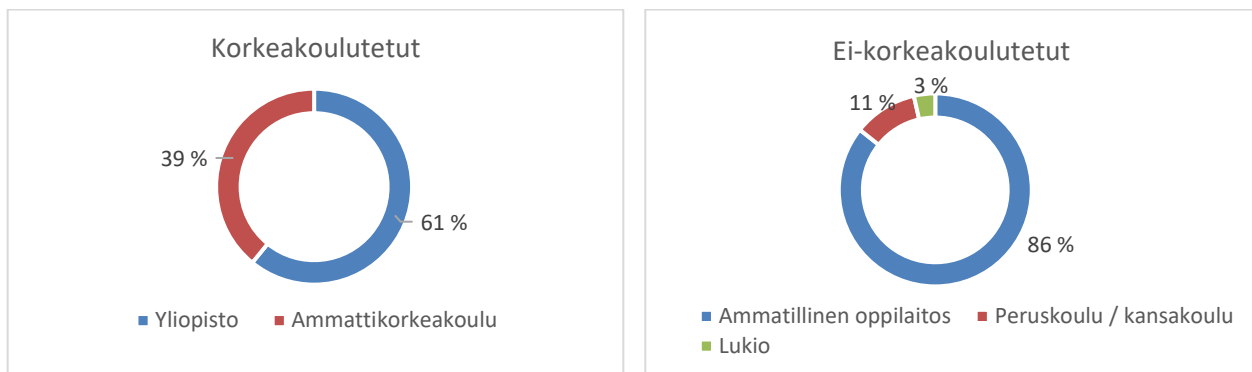 Korkeakoulutetut
39 %
61 %
Yliopisto Ammattikorkeakoulu
Ei-korkeakoulutetut
3 %
11 %
86 %
Ammatillinen oppilaitos Peruskoulu / kansakoulu
Lukio